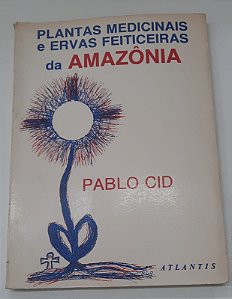 PLANTAS MEDICINAIS
e ERVAS FEITICEIRAS
da AMAZÔNIA
PABLO CID
ATLANTIS